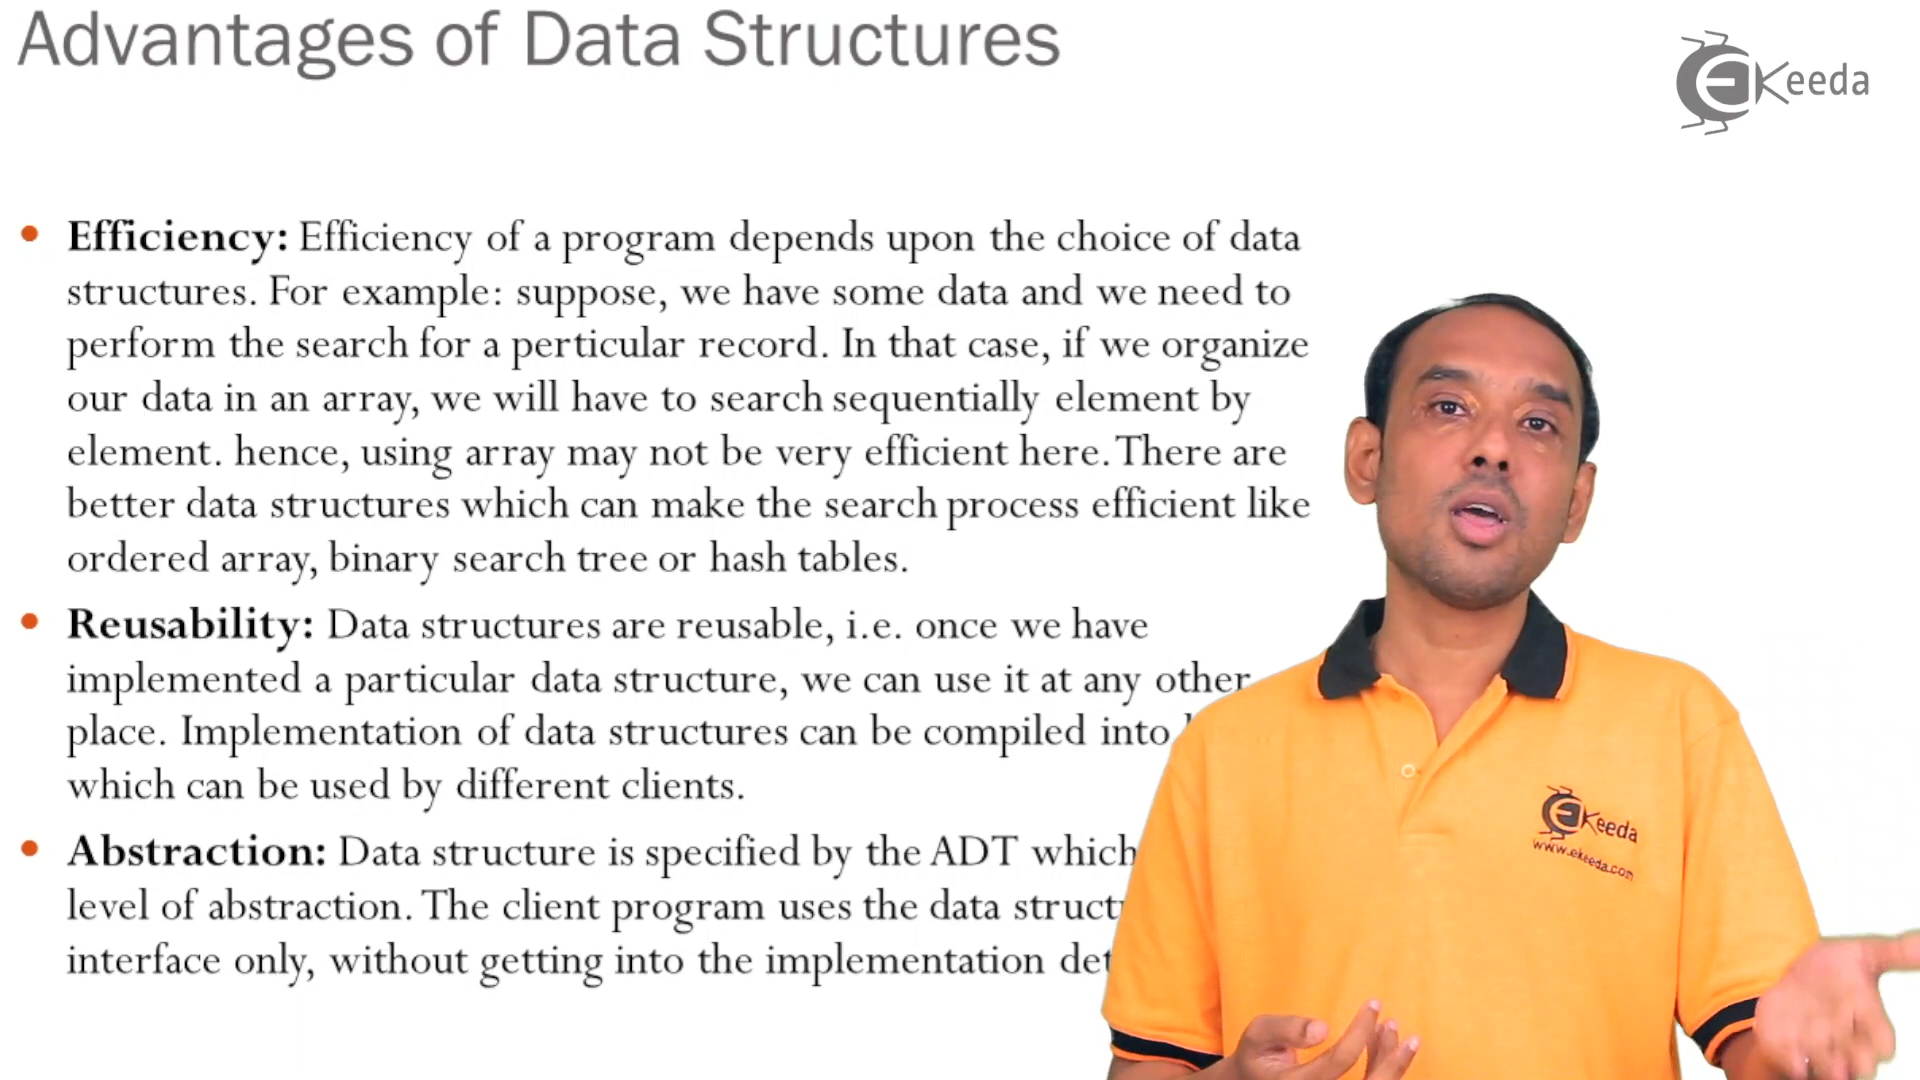 Advantages of Data Structures
EKeeda
• Efficiency: Efficiency of a program depends upon the choice of data
structures. For example: suppose, we have some data and we need to
perform the search for a perticular record. In that case, if we organize
our data in an array, we will have to search sequentially element by
element. hence, using array may not be very efficient here. There are
better data structures which can make the search process efficient like
ordered array, binary search tree or hash tables.
• Reusability: Data structures are reusable, i.e. once we have
implemented a particular data structure, we can use it at any other
place. Implementation of data structures can be compiled into
which can be used by different clients.
• Abstraction: Data structure is specified by the ADT which
level of abstraction. The client program uses the data
interface only, without getting into the implementation
EKeeda
www.ekeeda.com